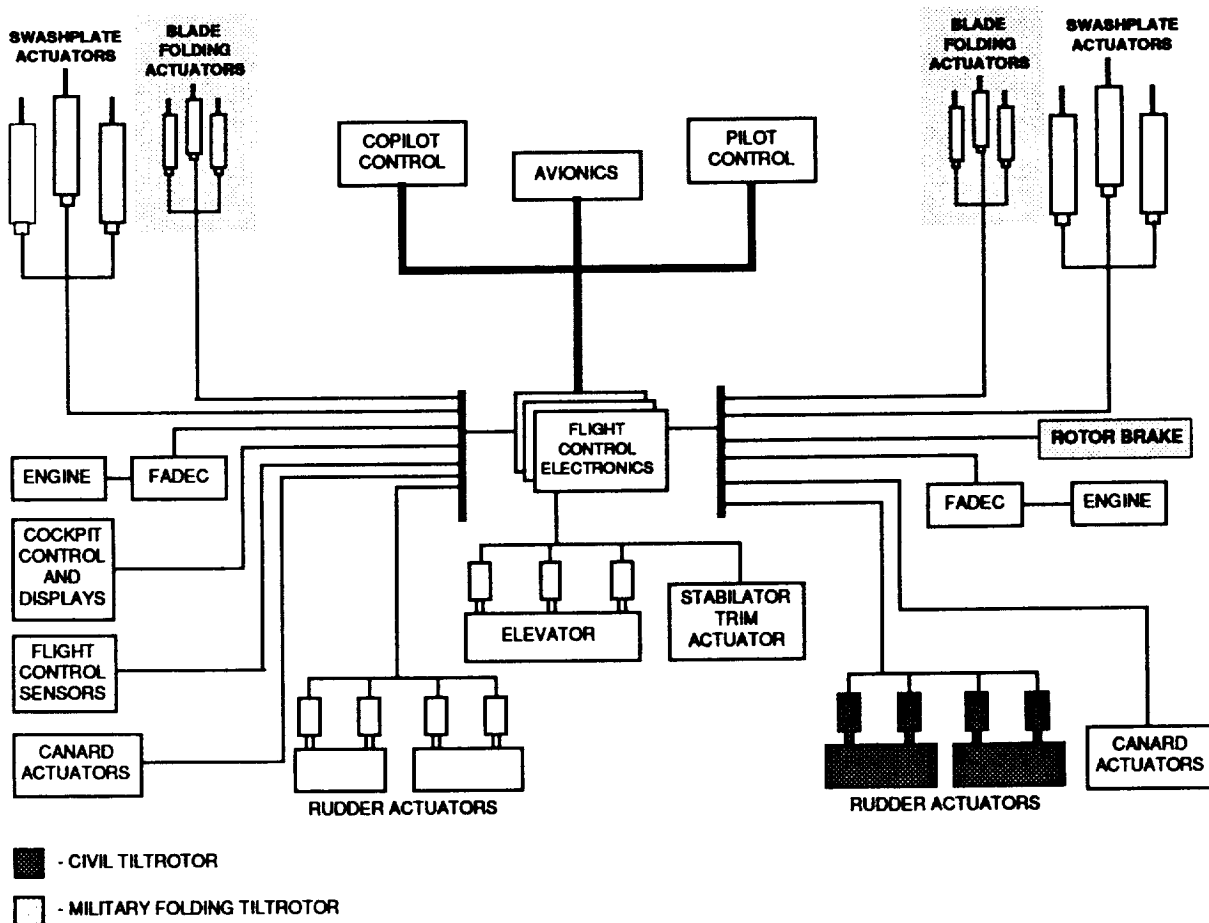 SWASHPLATE
ACTUATORS
BLADE
FOLDING
ACTUATORS
BLADE
FOLDING
ACTUATORS
SWASHPLATE
ACTUATORS
COPILOT
CONTROL
AVIONICS
PILOT
CONTROL
FLIGHT
CONTROL
ELECTRONICS
ROTOR BRAKE
ENGINE
FADEC
FADEC
ENGINE
COCKPIT
CONTROL
AND
DISPLAYS
ELEVATOR
STABILATOR
TRIM
ACTUATOR
FLIGHT
CONTROL
SENSORS
CANARD
ACTUATORS
RUDDER ACTUATORS
RUDDER ACTUATORS
CANARD
ACTUATORS
- CIVIL TILTROTOR
- MILITARY FOLDING TILTROTOR